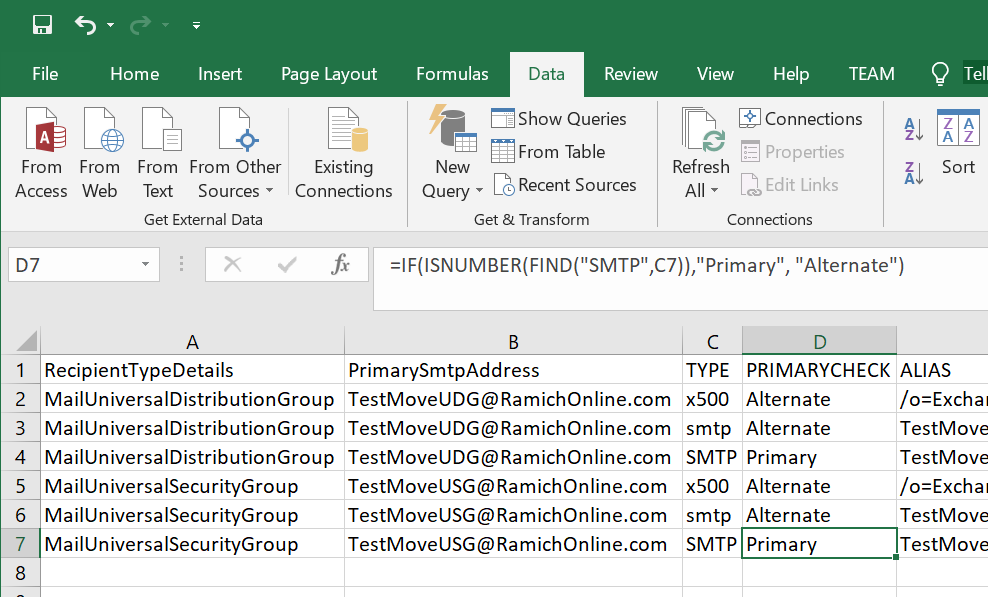 File Home Insert Page Layout Formulas Data Review View Help TEAM Tell
From Access From Web From Text From Other Sources Existing Connections
Get External Data
New Query Show Queries From Table Recent Sources
Get & Transform
Refresh All Connections Properties Edit Links
Connections
A Z Z A Z A A Z Sort
D7 fx =IF(ISNUMBER(FIND("SMTP",C7)),"Primary", "Alternate")
A B C D
1 RecipientTypeDetails PrimarySmtpAddress TYPE PRIMARYCHECK ALIAS
2 MailUniversalDistributionGroup TestMoveUDG@RamichOnline.com x500 Alternate /o=Excha
3 MailUniversalDistributionGroup TestMoveUDG@RamichOnline.com smtp Alternate TestMove
4 MailUniversalDistributionGroup TestMoveUDG@RamichOnline.com SMTP Primary TestMove
5 MailUniversalSecurityGroup TestMoveUSG@RamichOnline.com x500 Alternate /o=Excha
6 MailUniversalSecurityGroup TestMoveUSG@RamichOnline.com smtp Alternate TestMove
7 MailUniversalSecurityGroup TestMoveUSG@RamichOnline.com SMTP Primary TestMove
8